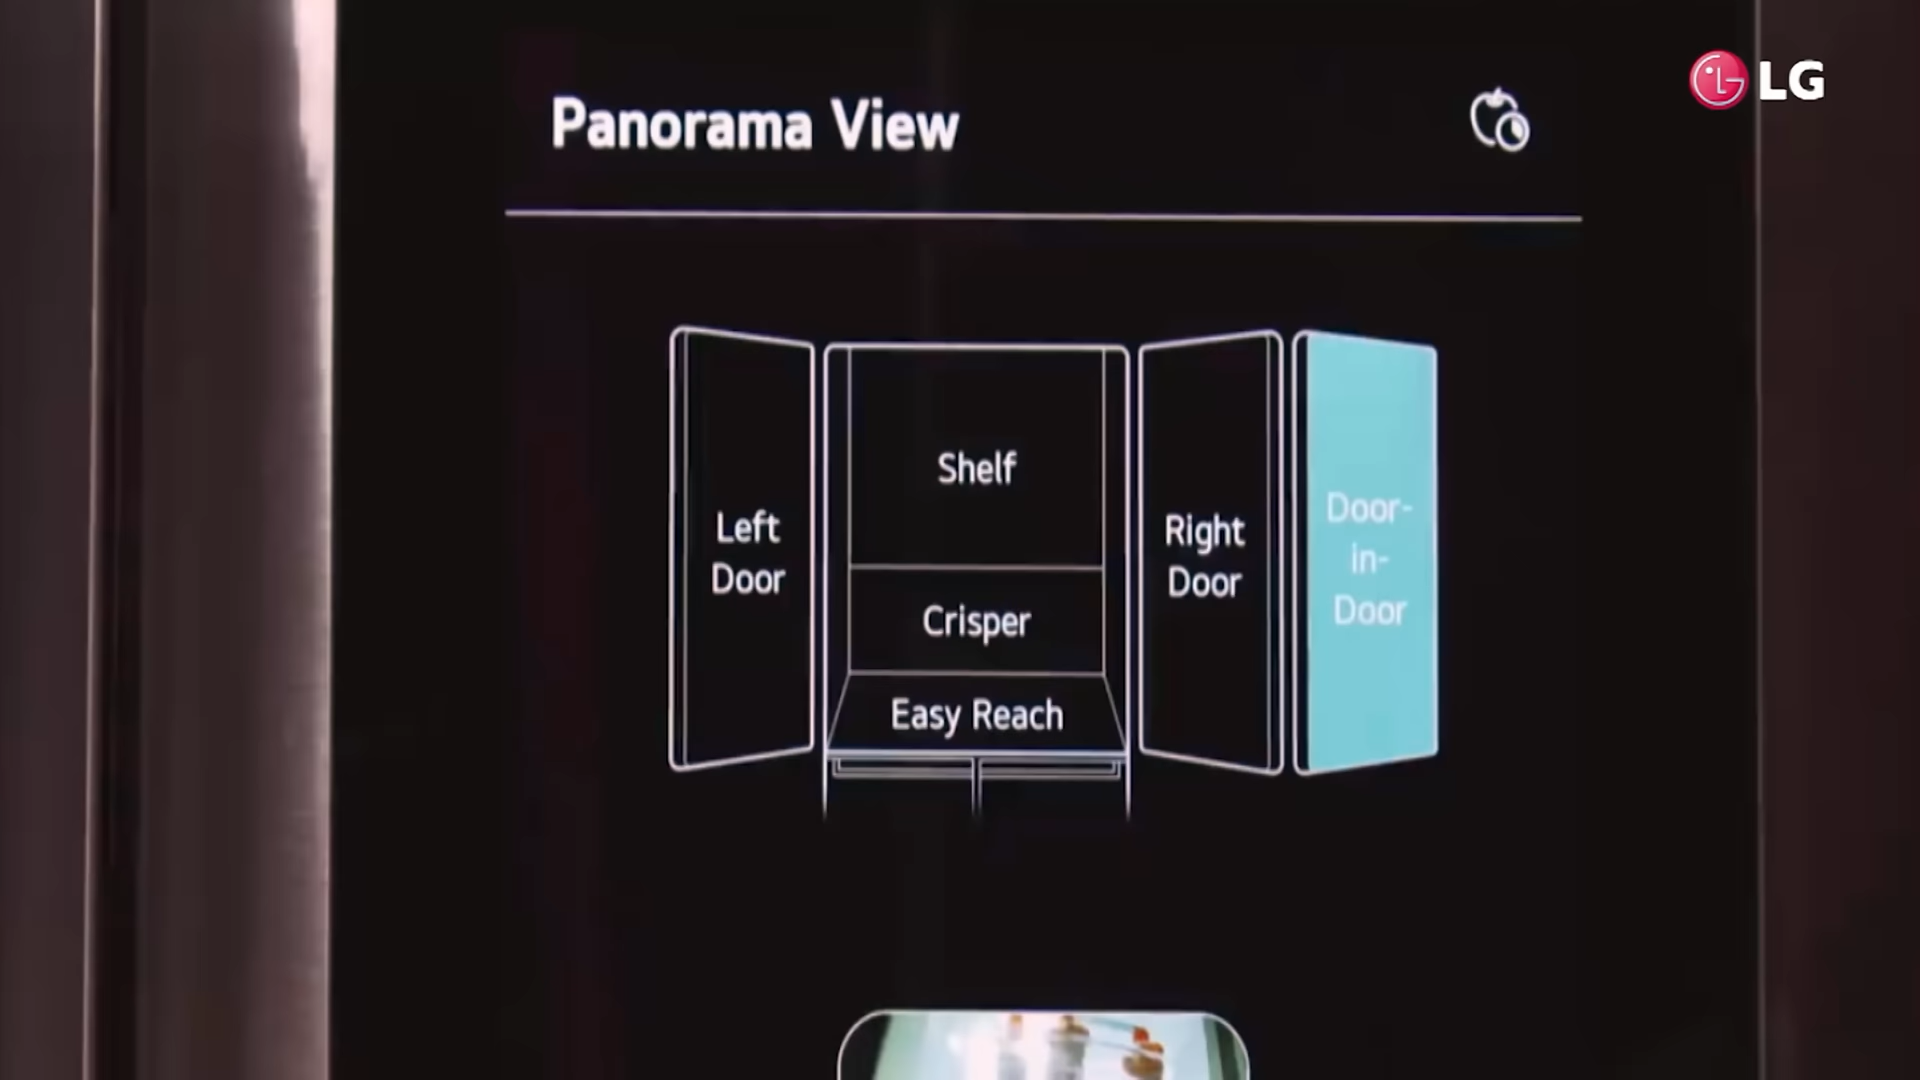 LG
Panorama View
Shelf
Left
Door
Right
Door
Door-
in-
Door
Crisper
Easy Reach